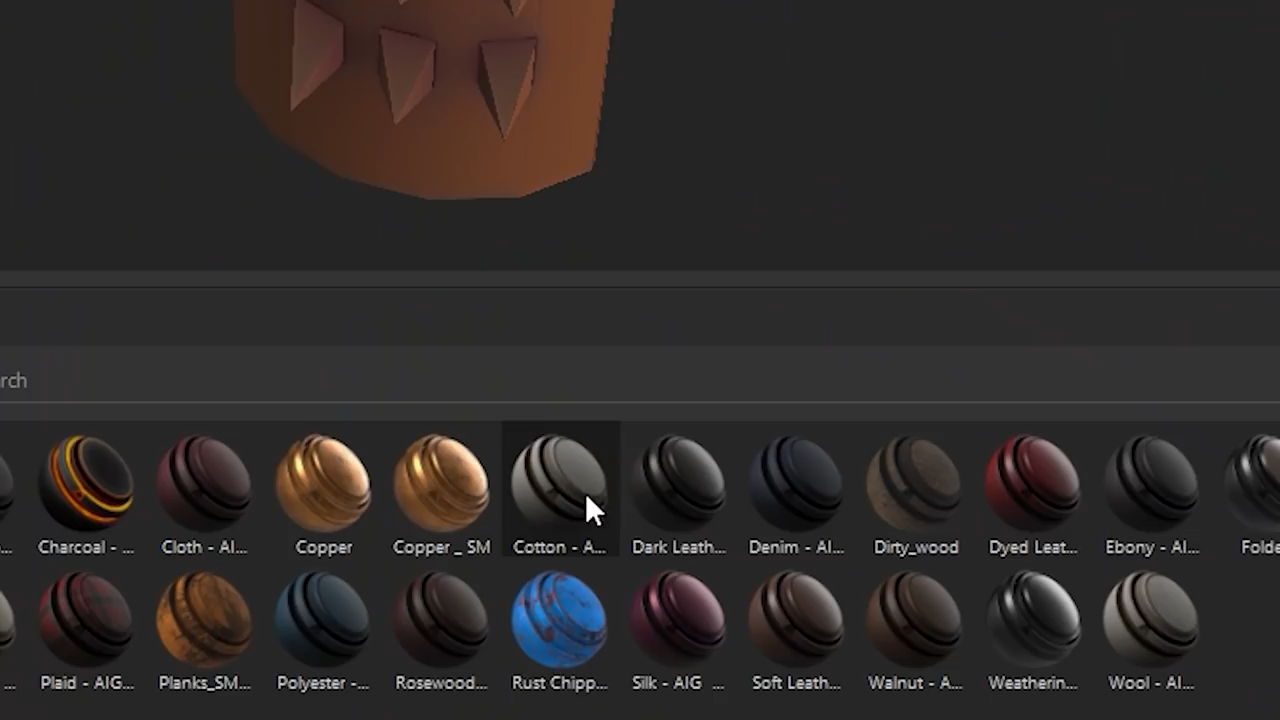 rch
Charcoal - ...
Cloth - AI...
Copper
Copper _ SM
Cotton - A...
Dark Leath...
Denim - AI...
Dirty_wood
Dyed Leat...
Ebony - AI...
Folde
Plaid - AIG...
Planks_SM...
Polyester -...
Rosewood...
Rust Chipp...
Silk - AIG ...
Soft Leath...
Walnut - A...
Weatherin...
Wool - AI...